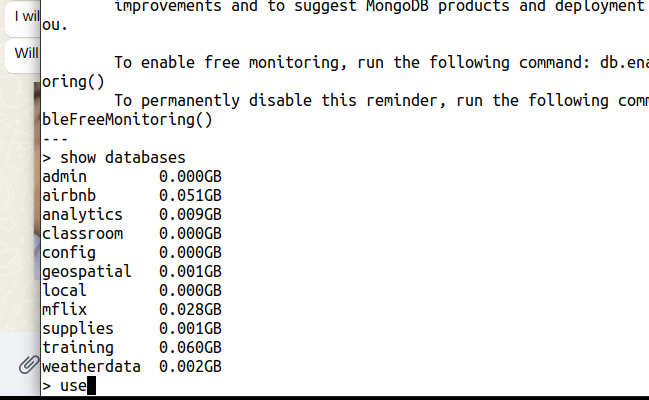 I wil
Will
improvements and to suggest MongoDB products and deployment
ou.
To enable free monitoring, run the following command: db.ena
oring()
To permanently disable this reminder, run the following comm
bleFreeMonitoring()
---
> show databases
admin 0.000GB
airbnb 0.051GB
analytics 0.009GB
classroom 0.000GB
config 0.000GB
geospatial 0.001GB
local 0.000GB
mflix 0.028GB
supplies 0.001GB
training 0.060GB
weatherdata 0.002GB
> use